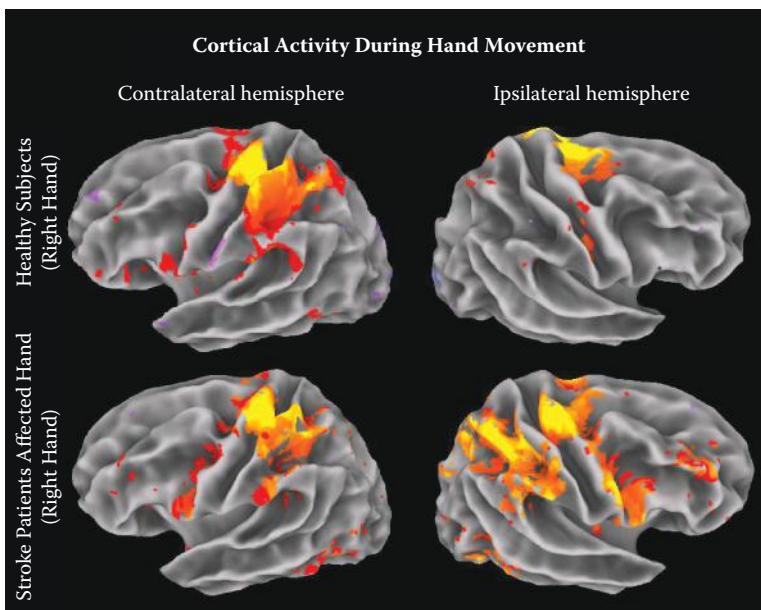 Cortical Activity During Hand Movement
Contralateral hemisphere
Ipsilateral hemisphere
Healthy Subjects
(Right Hand)
Stroke Patients Affected Hand
(Right Hand)